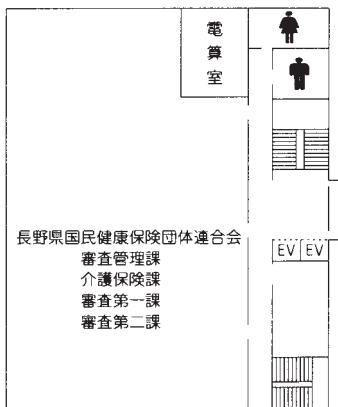 電算室
長野県国民健康保険団体連合会
審査管理課
介護保険課
審査第一課
審査第二課
EV EV